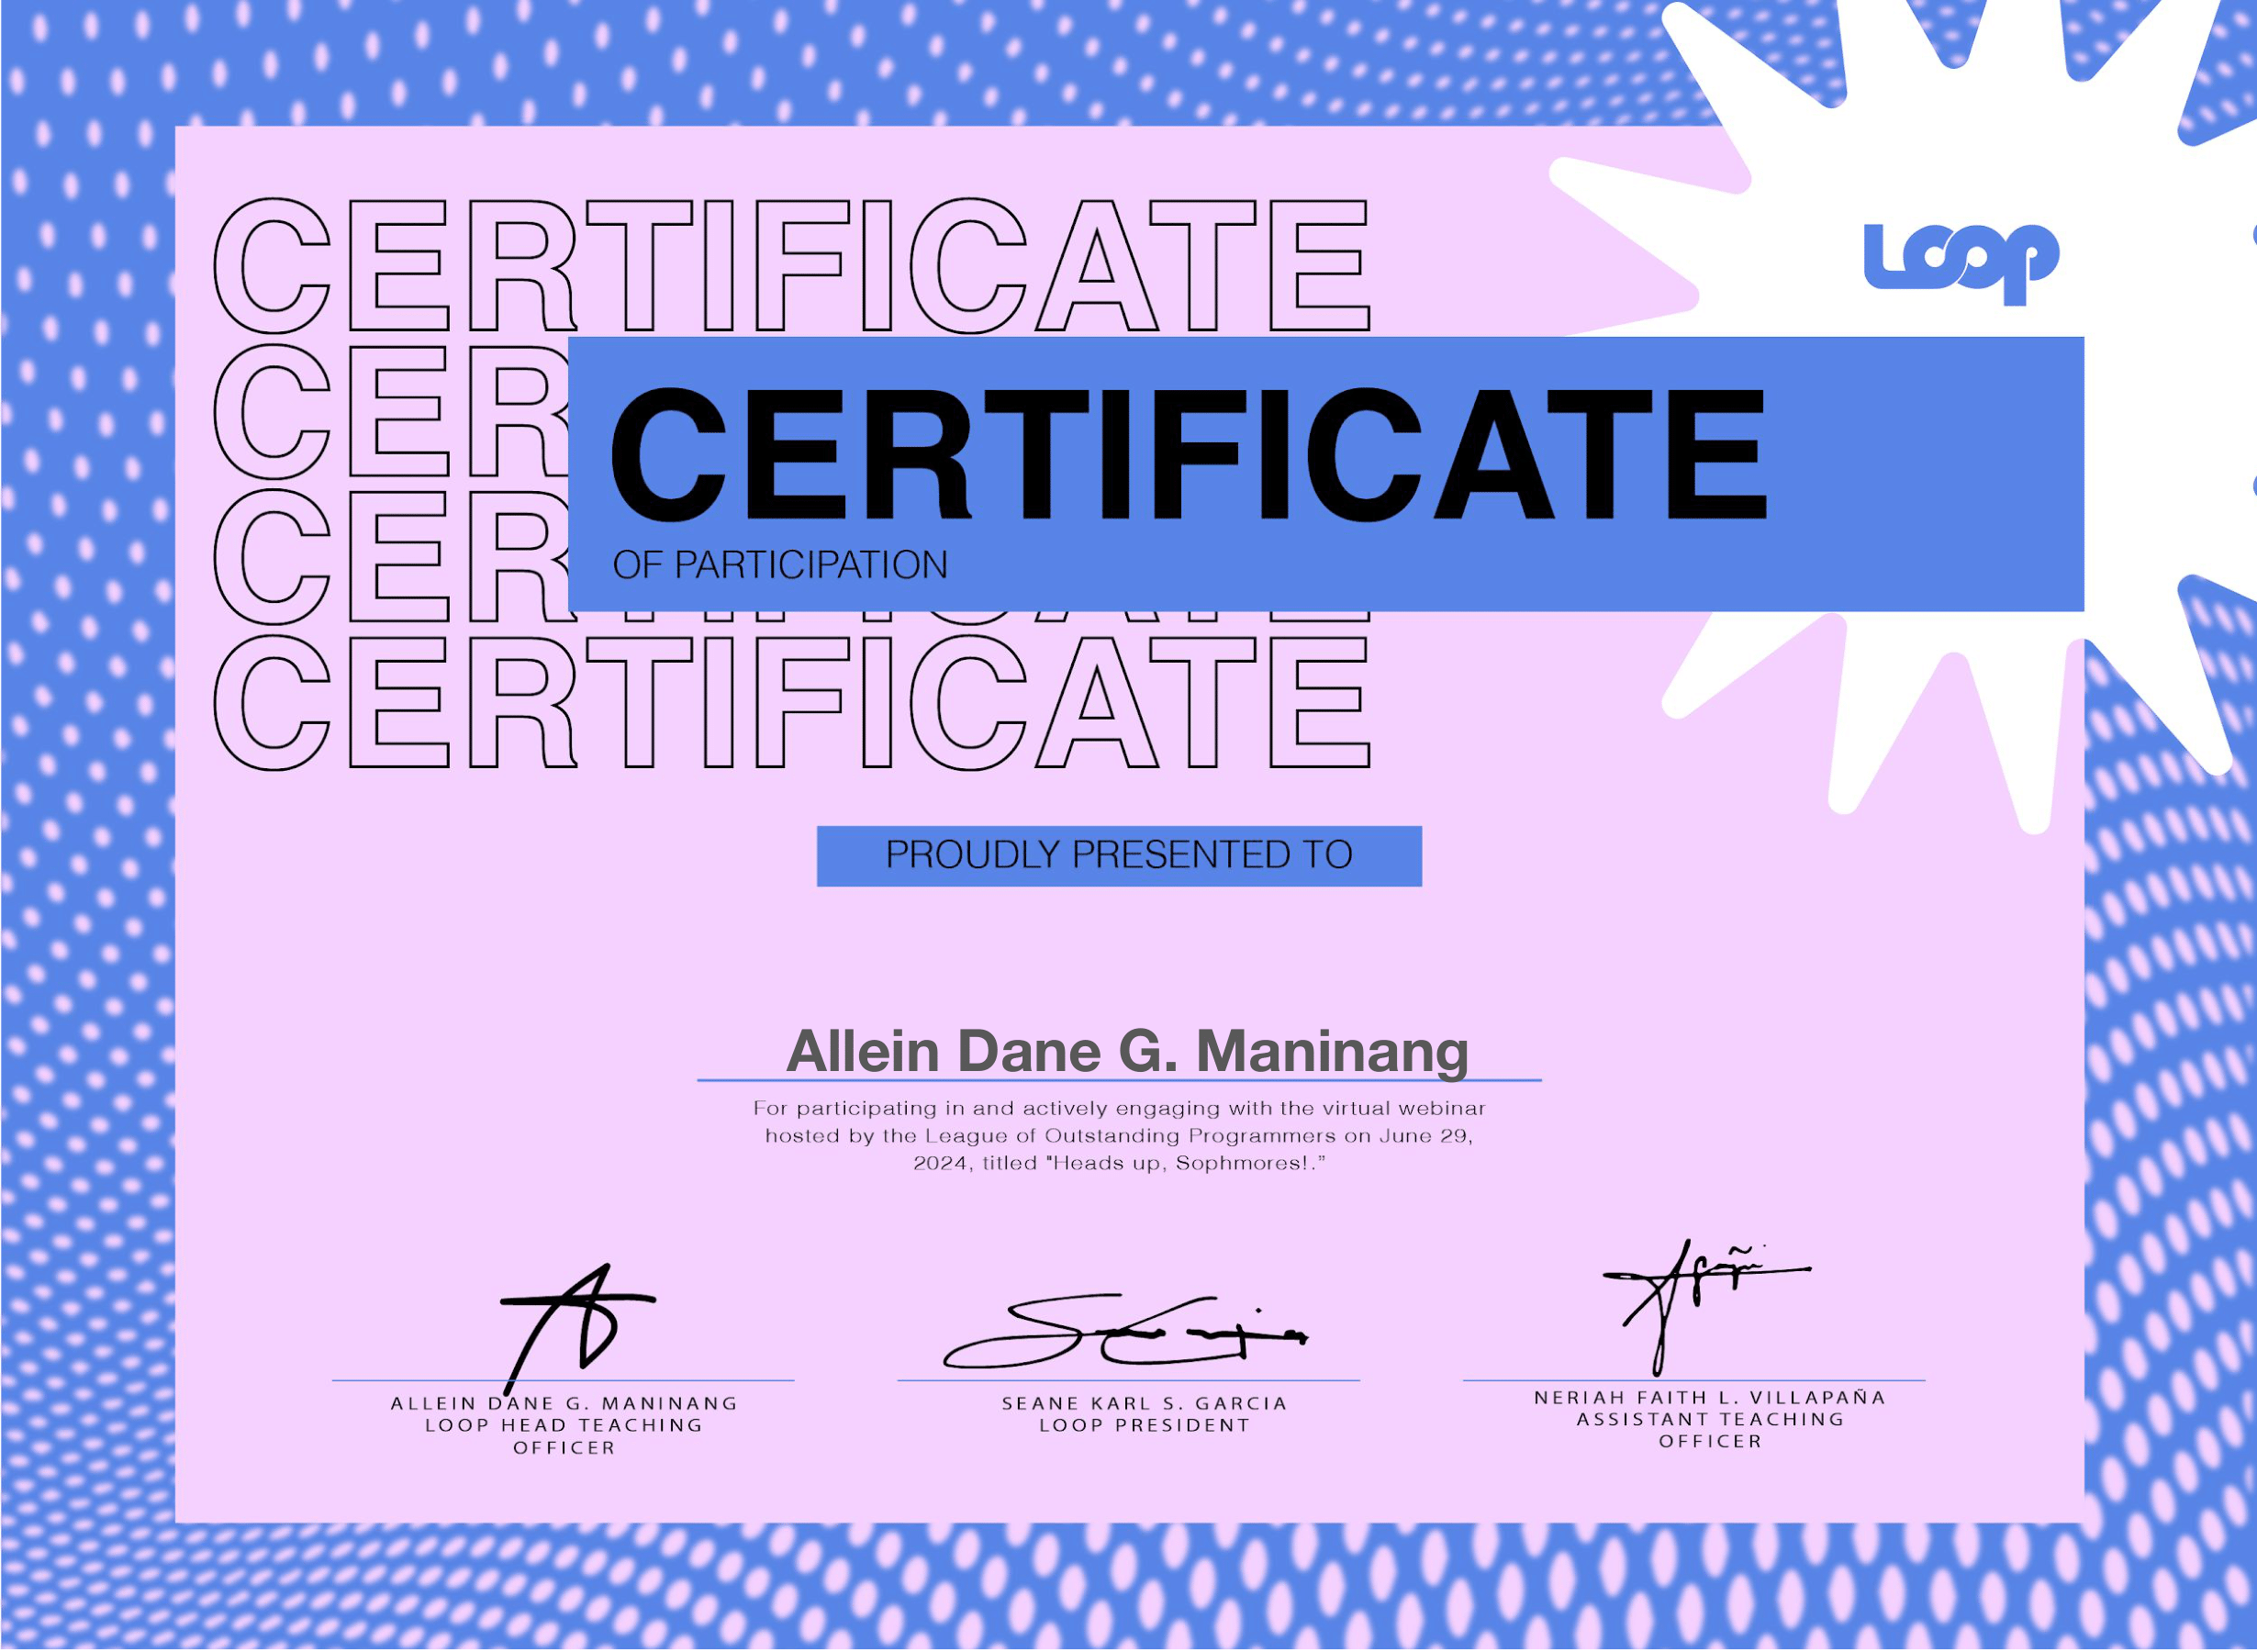 CERTIFICATE
LOOP
CER
CERTIFICATE
CER
OF PARTICIPATION
CERTIFICATE
PROUDLY PRESENTED TO
Allein Dane G. Maninang
For participating in and actively engaging with the virtual webinar
hosted by the League of Outstanding Programmers on June 29,
2024, titled "Heads up, Sophmores!.”
ALLEIN DANE G. MANINANG
LOOP HEAD TEACHING
OFFICER
SEANE KARL S. GARCIA
LOOP PRESIDENT
NERIAH FAITH L. VILLAPAÑA
ASSISTANT TEACHING
OFFICER